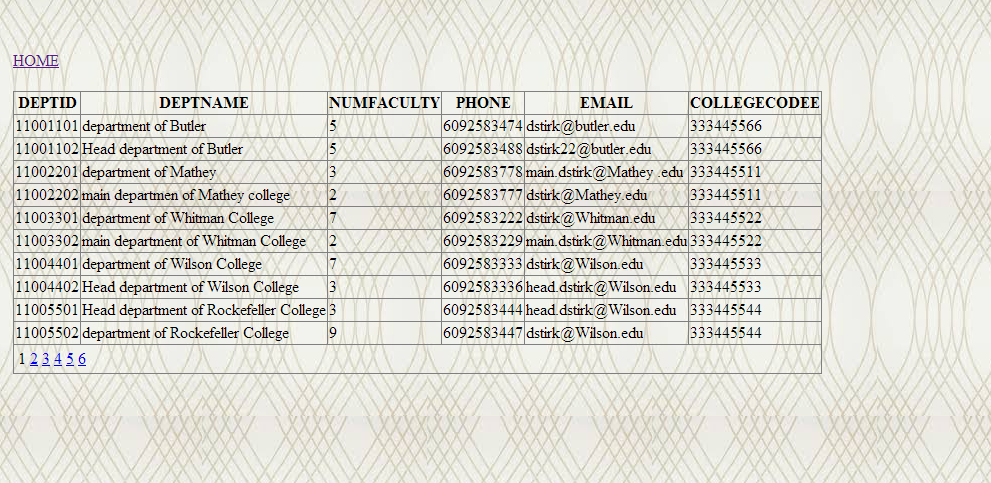 HOME
DEPTID DEPTNAME NUMFACULTY PHONE EMAIL COLLEGECODEE
11001101 department of Butler 5 6092583474 dstirk@butler.edu 333445566
11001102 Head department of Butler 5 6092583488 dstirk22@butler.edu 333445566
11002201 department of Mathey 3 6092583778 main.dstirk@Mathey .edu 333445511
11002202 main departmen of Mathey college 2 6092583777 dstirk@Mathey.edu 333445511
11003301 department of Whitman College 7 6092583222 dstirk@Whitman.edu 333445522
11003302 main department of Whitman College 2 6092583229 main.dstirk@Whitman.edu 333445522
11004401 department of Wilson College 7 6092583333 dstirk@Wilson.edu 333445533
11004402 Head department of Wilson College 3 6092583336 head.dstirk@Wilson.edu 333445533
11005501 Head department of Rockefeller College 3 6092583444 head.dstirk@Wilson.edu 333445544
11005502 department of Rockefeller College 9 6092583447 dstirk@Wilson.edu 333445544
1 2 3 4 5 6